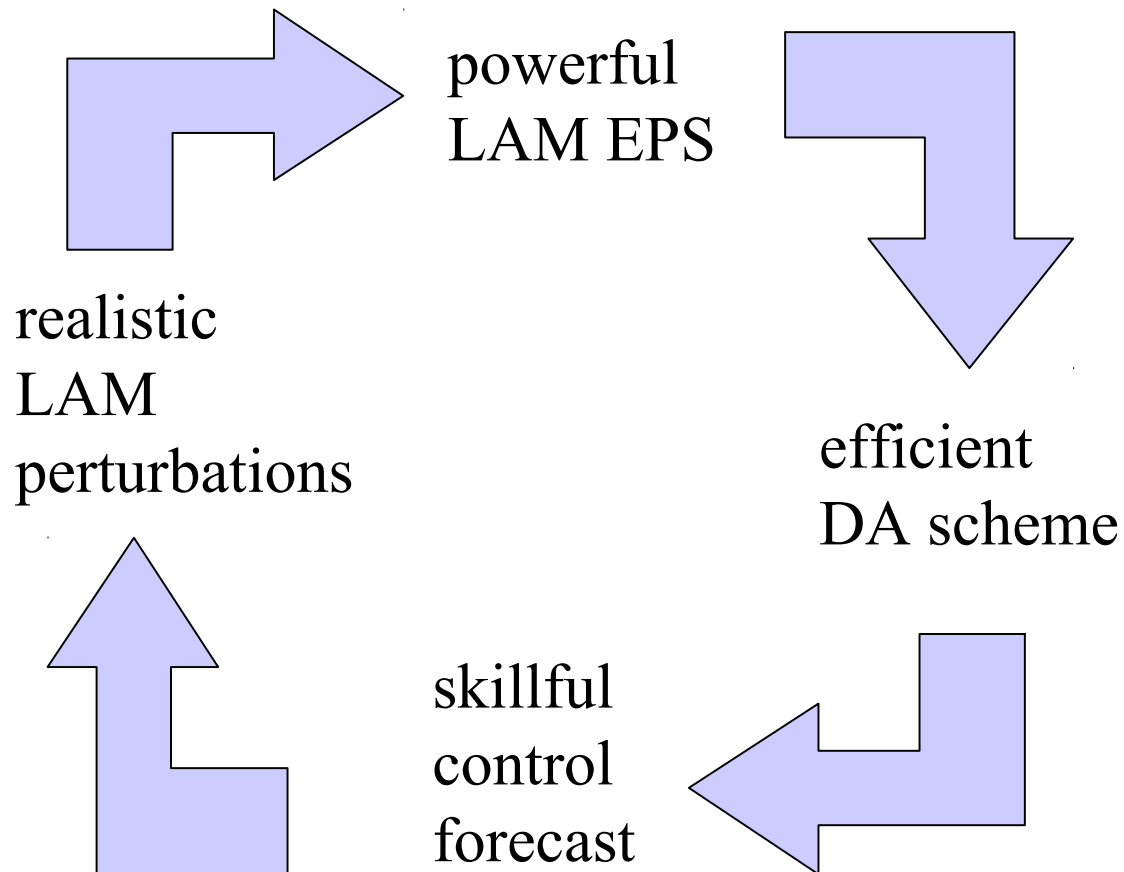 powerful
LAM EPS
realistic
LAM
perturbations
efficient
DA scheme
skillful
control
forecast